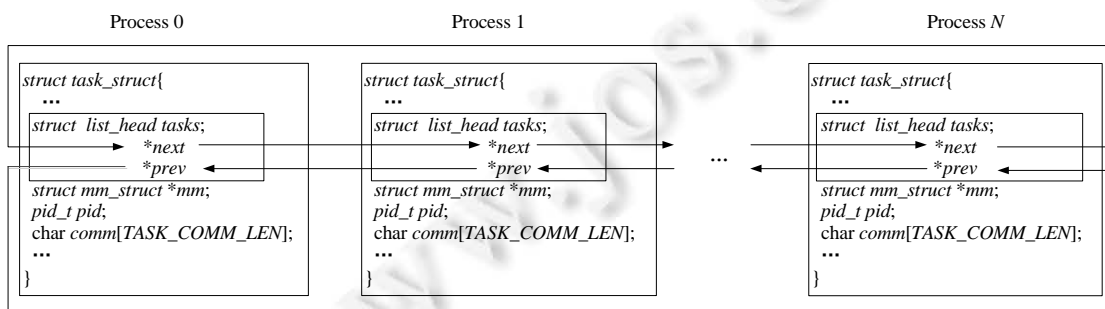 Process 0
Process 1
Process N
struct task_struct{
...
struct list_head tasks;
*next
*prev
struct mm_struct *mm;
pid_t pid;
char comm[TASK_COMM_LEN];
...
}
struct task_struct{
...
struct list_head tasks;
*next
*prev
struct mm_struct *mm;
pid_t pid;
char comm[TASK_COMM_LEN];
...
}
...
struct task_struct{
...
struct list_head tasks;
*next
*prev
struct mm_struct *mm;
pid_t pid;
char comm[TASK_COMM_LEN];
...
}
www.jos.